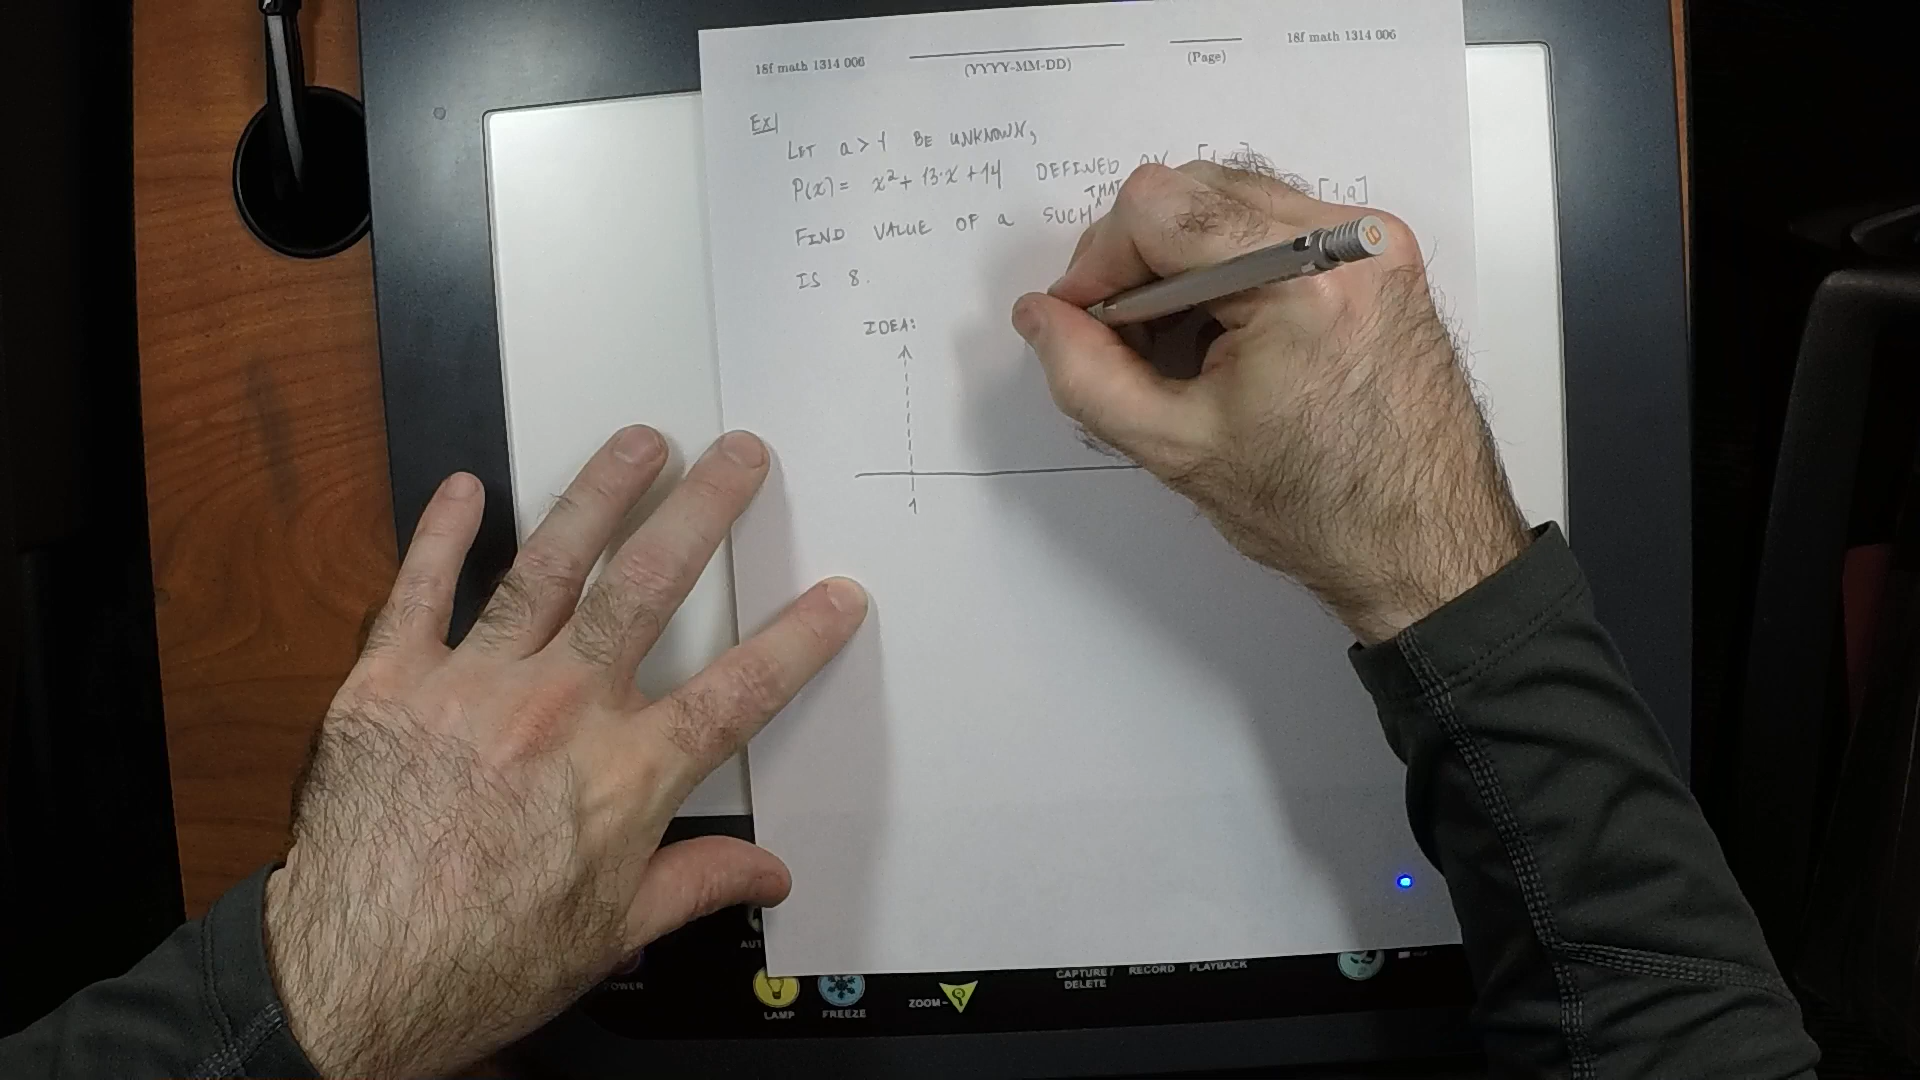 18f math 1314 006
(YYYY-MM-DD)
(Page)
18f math 1314 006
Ex|
LET a > 1 BE UNKNOWN,
P(x) = x² + 13·x + 14 DEFINED ON
FIND VALUE OF a SUCH THAT [1,a]
IS 8.
IDEA:
1
LAMP
FREEZE
ZOOM
CAPTURE / DELETE
RECORD
PLAYBACK